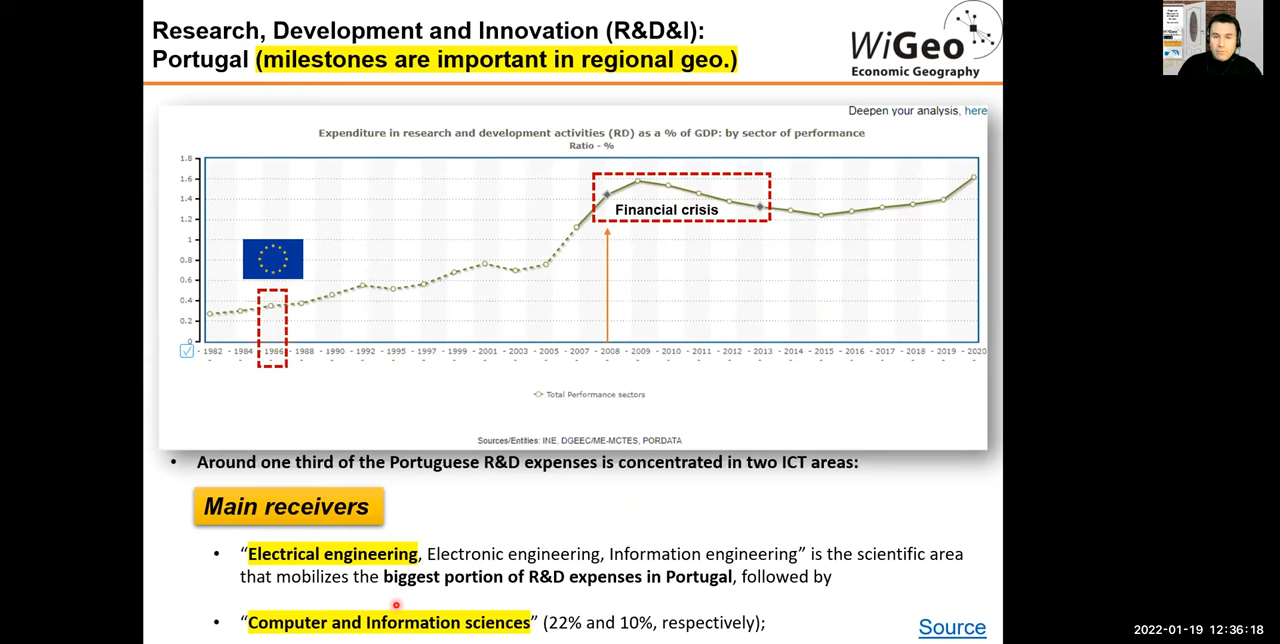 Research, Development and Innovation (R&D&I):
Portugal (milestones are important in regional geo.)
WiGeo
Economic Geography
Deepen your analysis, here
Expenditure in research and development activities (RD) as a % of GDP: by sector of performance
Ratio - %
1.8
1.6
1.4
1.2
1
0.8
0.6
0.4
0.2
0
Financial crisis
- 1982 - 1984 - 1986 - 1988 - 1990 - 1992 - 1995 - 1997 - 1999 - 2001 - 2003 - 2005 - 2007 - 2008 - 2009 - 2010 - 2011 - 2012 - 2013 - 2014 - 2015 - 2016 - 2017 - 2018 - 2019 - 2020
Total Performance sectors
Sources/Entities: INE, DGEEC/ME-MCTES, PORDATA
• Around one third of the Portuguese R&D expenses is concentrated in two ICT areas:
Main receivers
• “Electrical engineering, Electronic engineering, Information engineering” is the scientific area
that mobilizes the biggest portion of R&D expenses in Portugal, followed by
• “Computer and Information sciences” (22% and 10%, respectively);
Source
2022-01-19 12:36:18